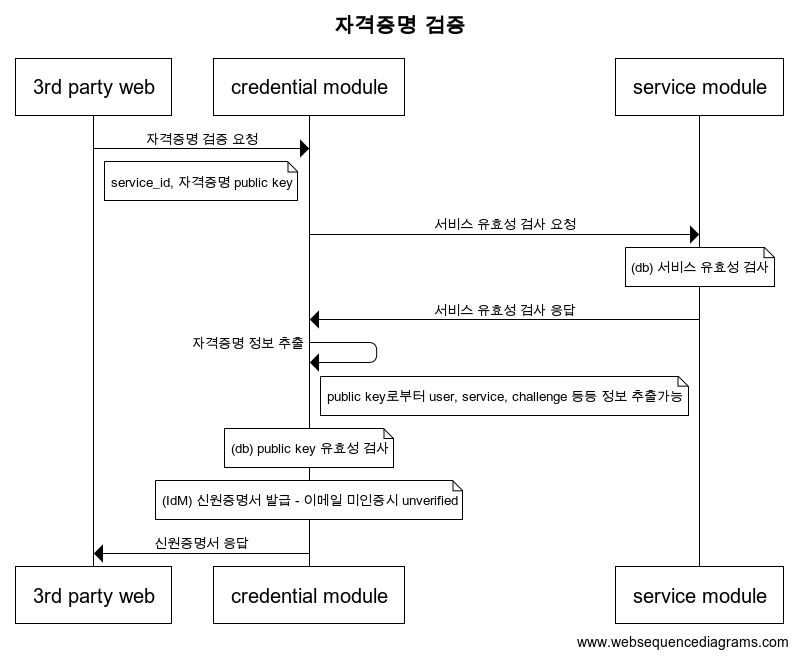 자격증명 검증
3rd party web
credential module
service module
자격증명 검증 요청
service_id, 자격증명 public key
서비스 유효성 검사 요청
(db) 서비스 유효성 검사
서비스 유효성 검사 응답
자격증명 정보 추출
public key로부터 user, service, challenge 등등 정보 추출가능
(db) public key 유효성 검사
(IdM) 신원증명서 발급 - 이메일 미인증시 unverified
신원증명서 응답
3rd party web
credential module
service module
www.websequencediagrams.com